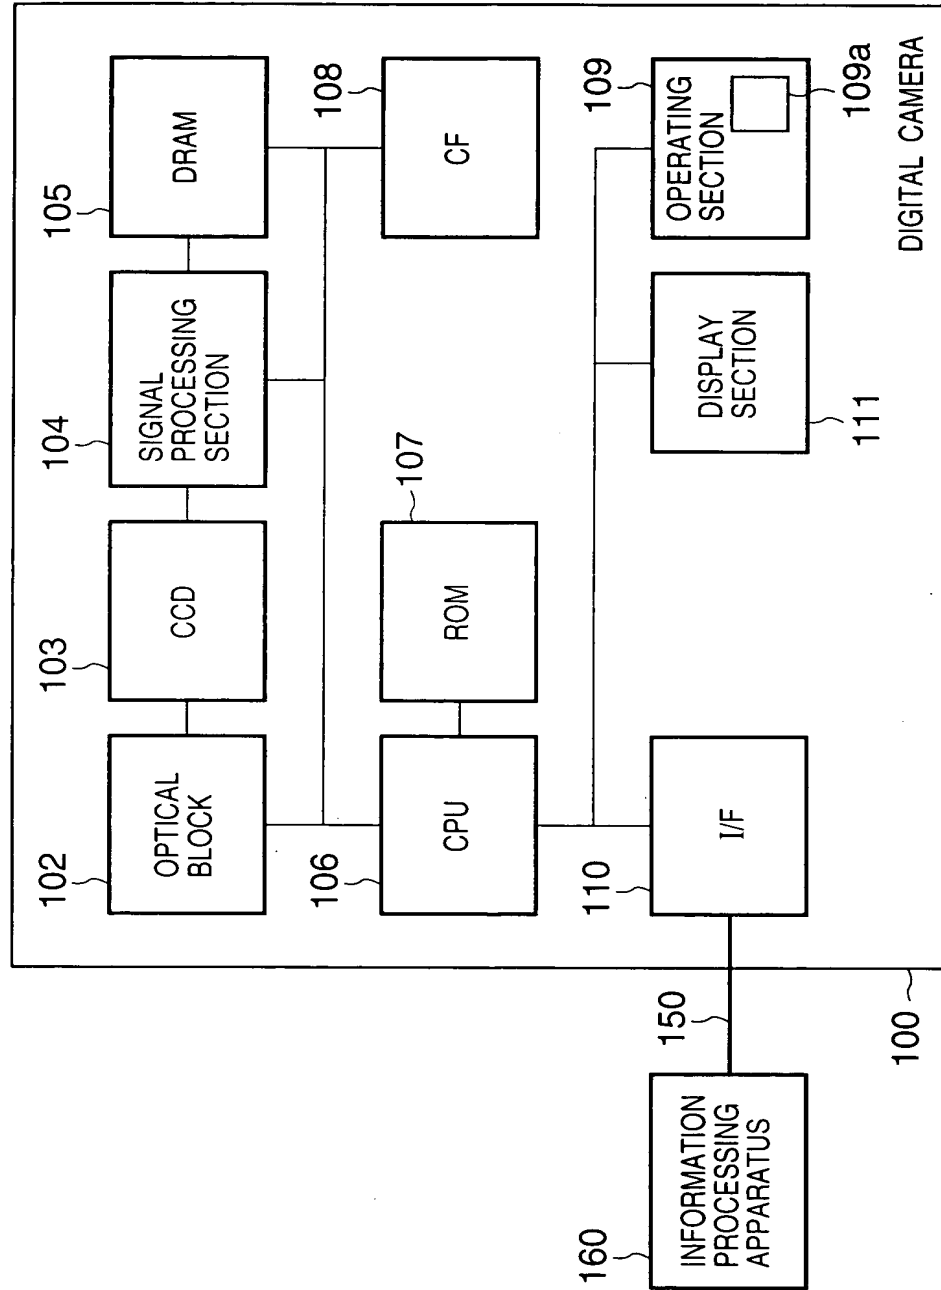 102
OPTICAL
BLOCK
103
CCD
104
SIGNAL
PROCESSING
SECTION
105
DRAM
106
CPU
107
ROM
108
CF
160
INFORMATION
PROCESSING
APPARATUS
150
110
I/F
111
DISPLAY
SECTION
109
OPERATING
SECTION
109a
100
DIGITAL CAMERA